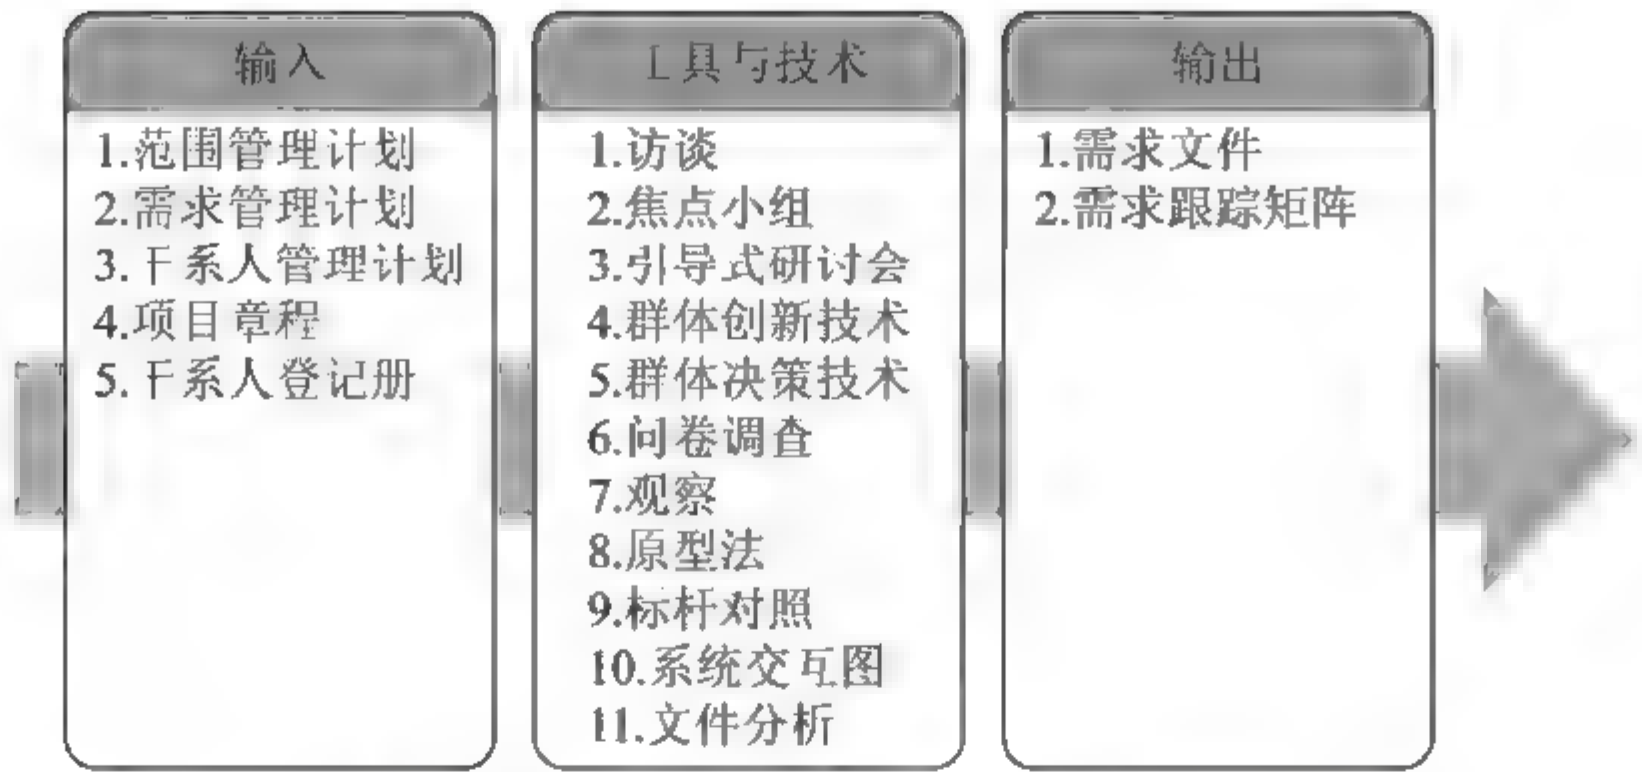 输入
1.范围管理计划
2.需求管理计划
3.干系人管理计划
4.项目章程
5.干系人登记册
工具与技术
1.访谈
2.焦点小组
3.引导式研讨会
4.群体创新技术
5.群体决策技术
6.问卷调查
7.观察
8.原型法
9.标杆对照
10.系统交互图
11.文件分析
输出
1.需求文件
2.需求跟踪矩阵